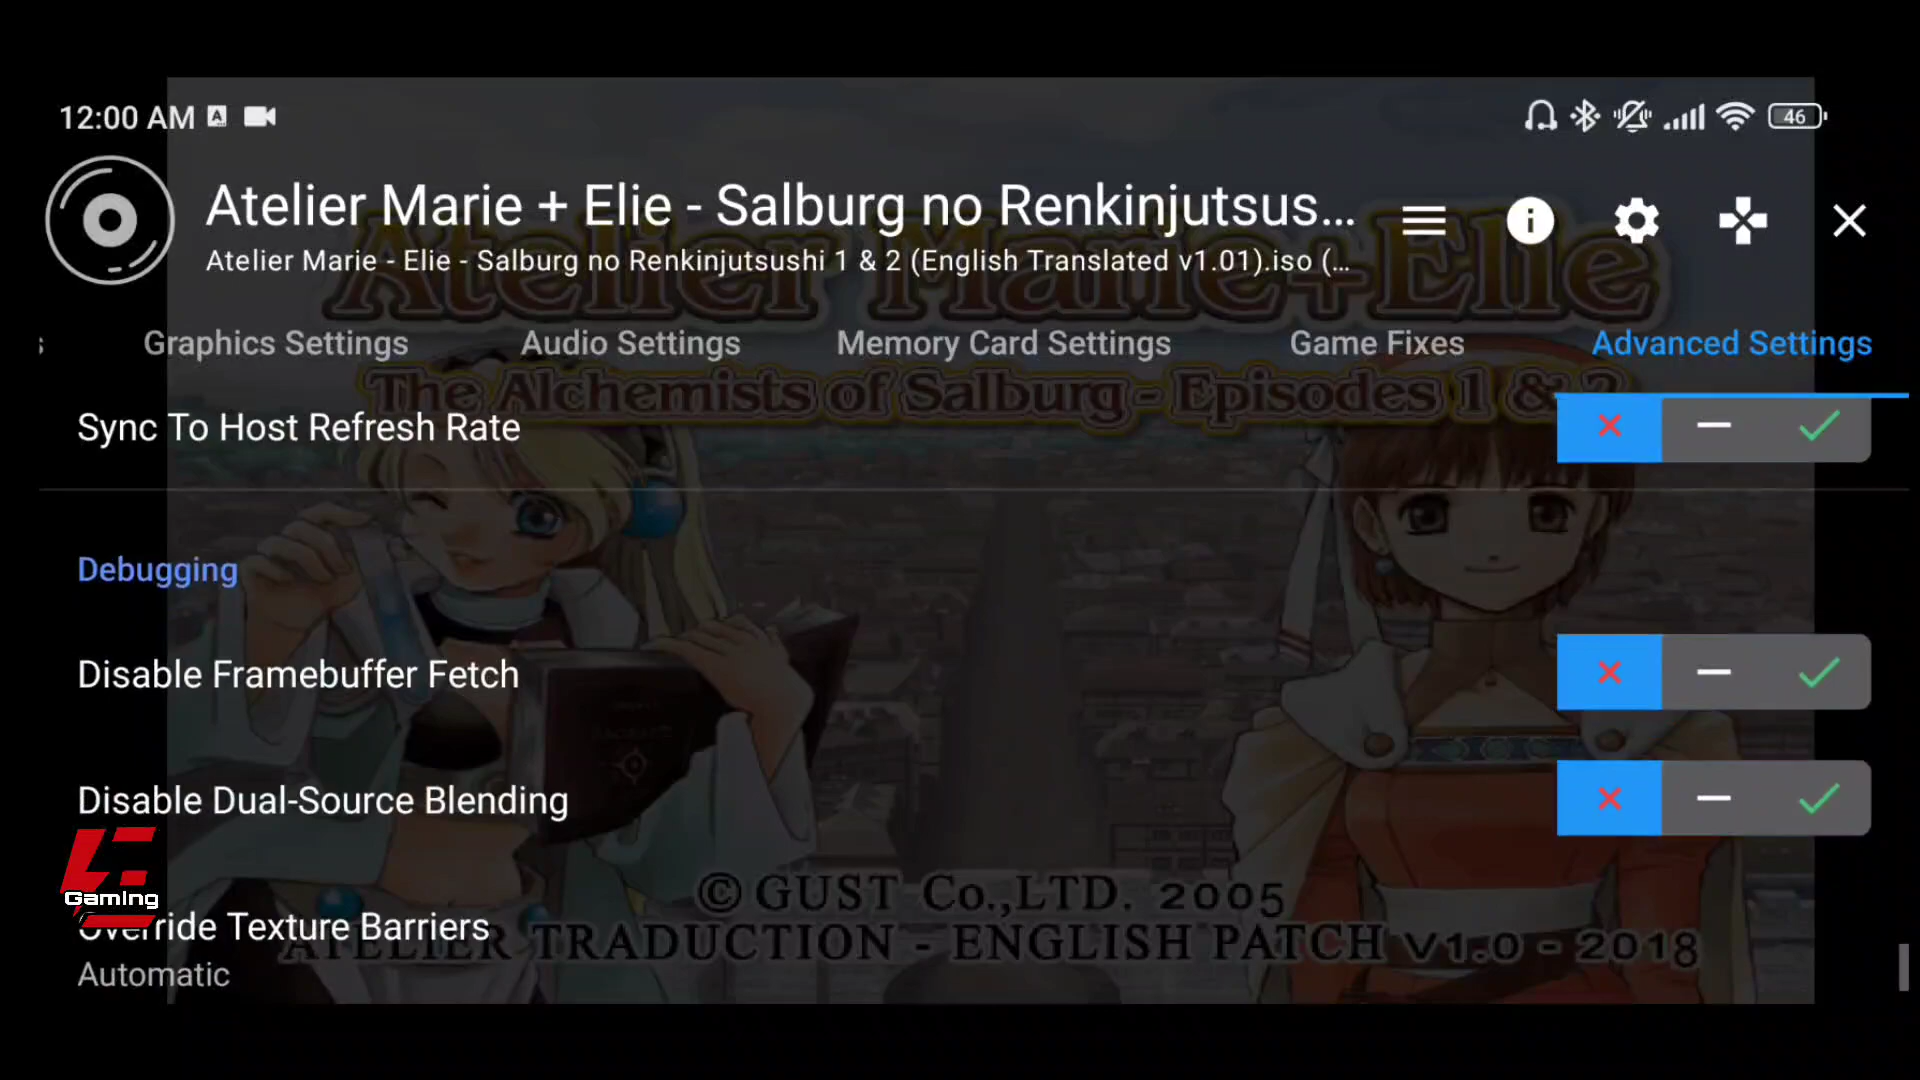 12:00 AM
46
Atelier Marie + Elie - Salburg no Renkinjutsus...
Atelier Marie - Elie - Salburg no Renkinjutsushi 1 & 2 (English Translated v1.01).iso (...
Atelier Marie+Elie
s Graphics Settings Audio Settings Memory Card Settings Game Fixes Advanced Settings
The Alchemists of Salburg - Episodes 1 & 2
Sync To Host Refresh Rate
Debugging
Disable Framebuffer Fetch
Disable Dual-Source Blending
Gaming
© GUST Co.,LTD. 2005
Override Texture Barriers
ATELIER TRADUCTION - ENGLISH PATCH V1.0 - 2018
Automatic